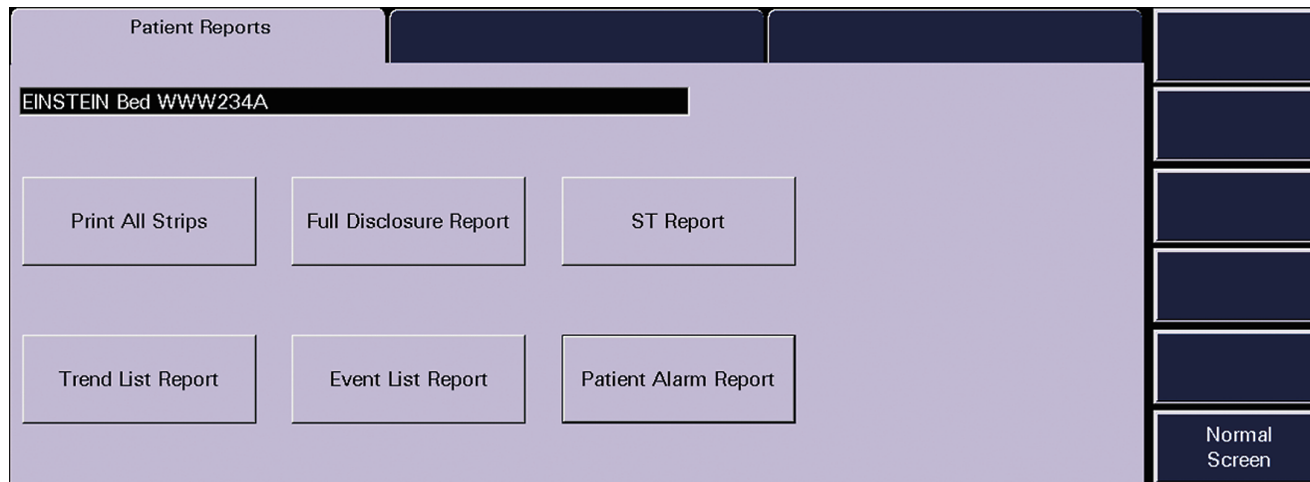 Patient Reports
EINSTEIN Bed WWW234A
Print All Strips
Full Disclosure Report
ST Report
Trend List Report
Event List Report
Patient Alarm Report
Normal
Screen